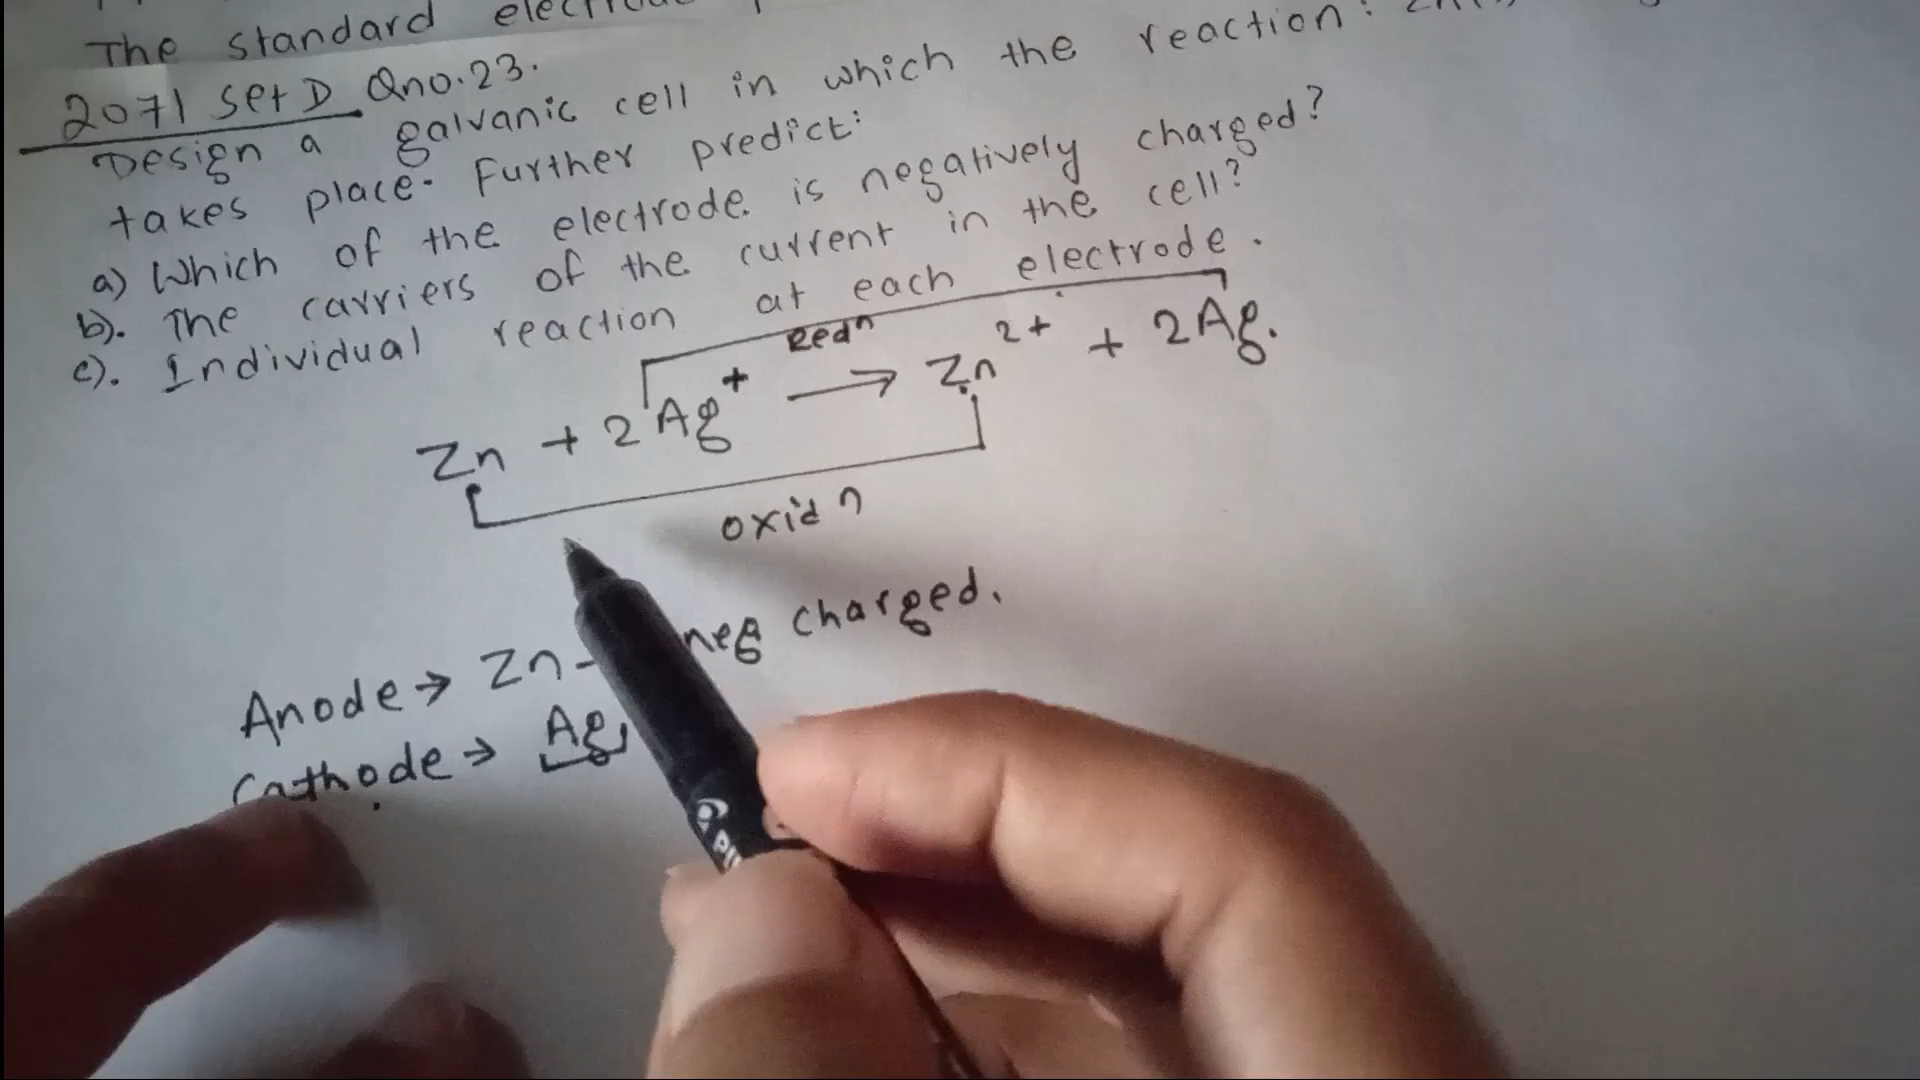 The standard
2071 Set D Qno.23.
Design a galvanic cell in which the reaction:
takes place. Further predict:
a) Which of the electrode is negatively charged?
b). The carriers of the current in the cell?
c). Individual reaction at each electrode.
Redn
Zn + 2Ag+ → Zn2+ + 2Ag.
oxidn
Anode → Zn- neg charged.
Cathode → Ag